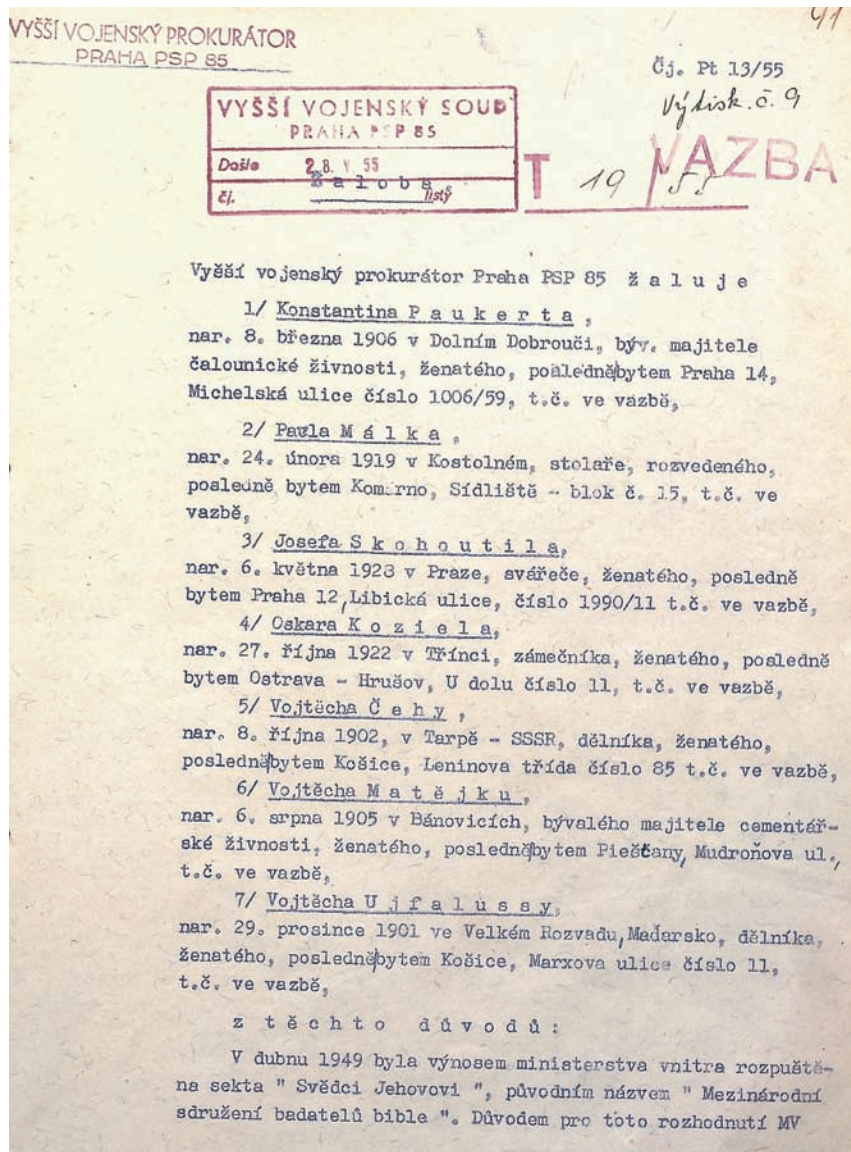 41
VYŠŠÍ VOJENSKÝ PROKURÁTOR
PRAHA PSP 85
Čj. Pt 13/55
Výtisk. č. 9
VYŠŠÍ VOJENSKÝ SOUD
PRAHA PSP 85
Došlo 28. V 55
Žaloba
čj. listý
T 19/55
VAZBA
Vyšší vojenský prokurátor Praha PSP 85 ž a l u j e
1/ Konstantina P a u k e r t a ,
nar. 8. března 1906 v Dolním Dobrouči, býv. majitele
čalounické živnosti, ženatého, posledně bytem Praha 14,
Michelská ulice číslo 1006/59, t.č. ve vazbě,
2/ Pavla M á l k a ,
nar. 24. února 1919 v Kostolném, stolaře, rozvedeného,
posledně bytem Komárno, Sídliště - blok č. 15, t.č. ve
vazbě,
3/ Josefa S k o h o u t i l a,
nar. 6. května 1923 v Praze, svářeče, ženatého, posledně
bytem Praha 12, Libická ulice, číslo 1990/11 t.č. ve vazbě,
4/ Oskara K o z i e l a,
nar. 27. října 1922 v Třínci, zámečníka, ženatého, posledně
bytem Ostrava - Hrušov, U dolu číslo 11, t.č. ve vazbě,
5/ Vojtěcha Č e h y ,
nar. 8. října 1902, v Tarpě - SSSR, dělníka, ženatého,
posledně bytem Košice, Leninova třída číslo 85 t.č. ve vazbě,
6/ Vojtěcha M a t ě j k u ,
nar. 6. srpna 1905 v Bánovicích, bývalého majitele cementář-
ské živnosti, ženatého, posledně bytem Piešťany, Mudroňova ul.,
t.č. ve vazbě,
7/ Vojtěcha U j f a l u s s y,
nar. 29. prosince 1901 ve Velkém Rozvadu, Maďarsko, dělníka,
ženatého, posledně bytem Košice, Marxova ulice číslo 11,
t.č. ve vazbě,
z t ě c h t o d ů v o d ů :
V dubnu 1949 byla výnosem ministerstva vnitra rozpuště-
na sekta " Svědci Jehovovi ", původním názvem " Mezinárodní
sdružení badatelů bible ". Důvodem pro toto rozhodnutí MV